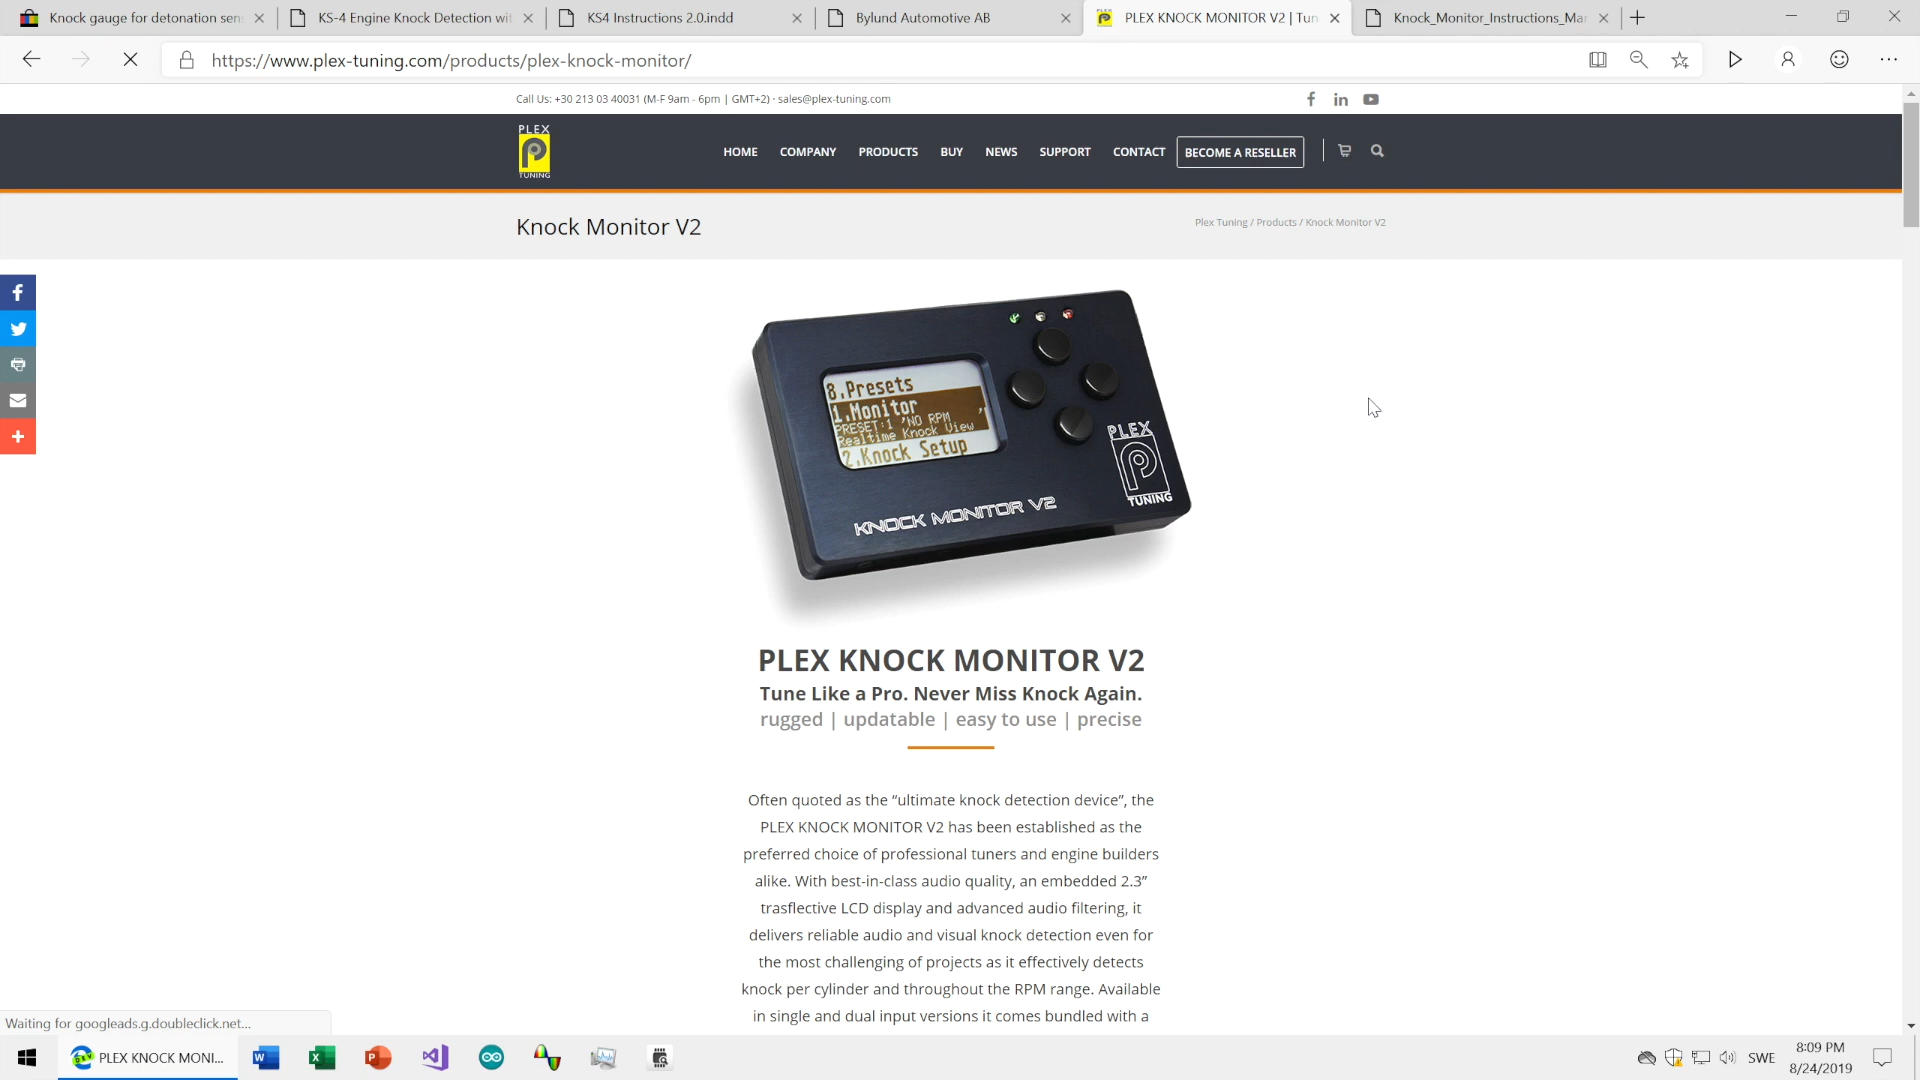 Knock gauge for detonation sen
KS-4 Engine Knock Detection wit
KS4 Instructions 2.0.indd
Bylund Automotive AB
PLEX KNOCK MONITOR V2 | Tun
Knock_Monitor_Instructions_Mar
https://www.plex-tuning.com/products/plex-knock-monitor/
Call Us: +30 213 03 40031 (M-F 9am - 6pm | GMT+2) · sales@plex-tuning.com
PLEX
TUNING
HOME
COMPANY
PRODUCTS
BUY
NEWS
SUPPORT
CONTACT
BECOME A RESELLER
Knock Monitor V2
Plex Tuning / Products / Knock Monitor V2
8.Presets
1.Monitor
PRESET:1 'NO RPM '
Realtime Knock View
2.Knock Setup
PLEX
TUNING
KNOCK MONITOR V2
PLEX KNOCK MONITOR V2
Tune Like a Pro. Never Miss Knock Again.
rugged | updatable | easy to use | precise
Often quoted as the “ultimate knock detection device”, the
PLEX KNOCK MONITOR V2 has been established as the
preferred choice of professional tuners and engine builders
alike. With best-in-class audio quality, an embedded 2.3”
trasflective LCD display and advanced audio filtering, it
delivers reliable audio and visual knock detection even for
the most challenging of projects as it effectively detects
knock per cylinder and throughout the RPM range. Available
in single and dual input versions it comes bundled with a
Waiting for googleads.g.doubleclick.net...
PLEX KNOCK MONI...
SWE
8:09 PM
8/24/2019